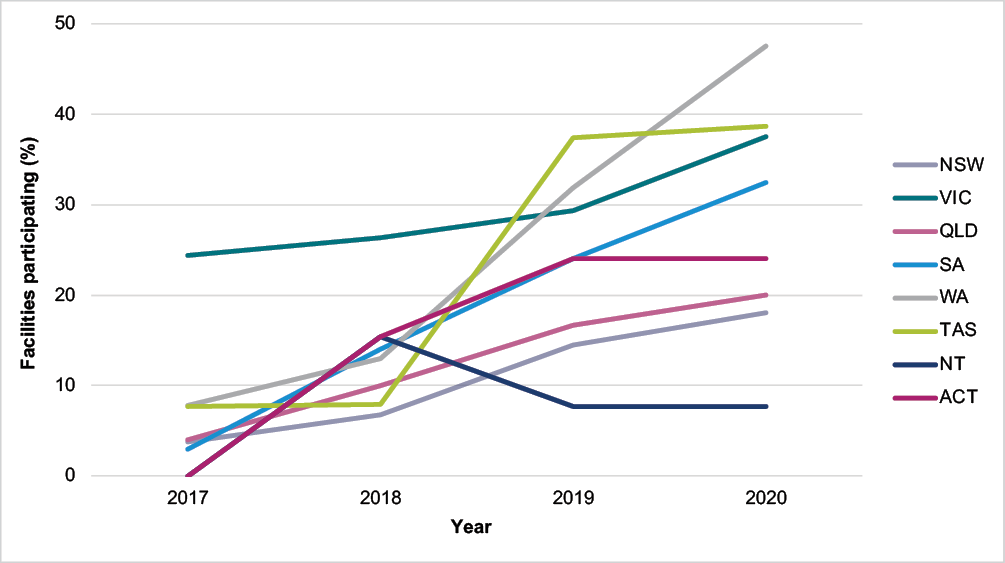 50
40
30
20
10
0
Facilities participating (%)
2017 2018 2019 2020
Year
NSW
VIC
QLD
SA
WA
TAS
NT
ACT